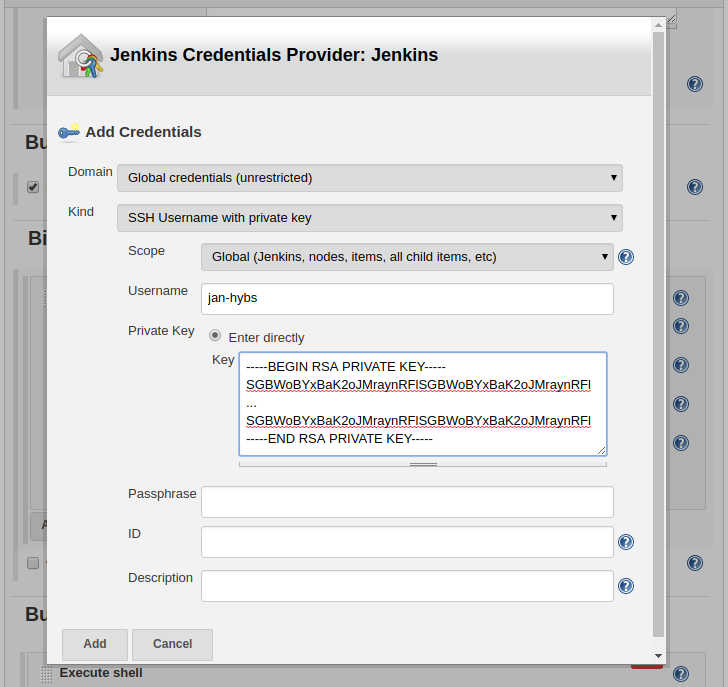 Jenkins Credentials Provider: Jenkins
Bu
Add Credentials
Domain Global credentials (unrestricted)
Kind SSH Username with private key
Bi
Scope Global (Jenkins, nodes, items, all child items, etc)
Username jan-hybs
Private Key Enter directly
Key -----BEGIN RSA PRIVATE KEY-----
SGBWoBYxBaK2oJMraynRFlSGBWoBYxBaK2oJMraynRFl
...
SGBWoBYxBaK2oJMraynRFlSGBWoBYxBaK2oJMraynRFl
-----END RSA PRIVATE KEY-----
Passphrase
A
ID
Description
Bu
Add Cancel
Execute shell